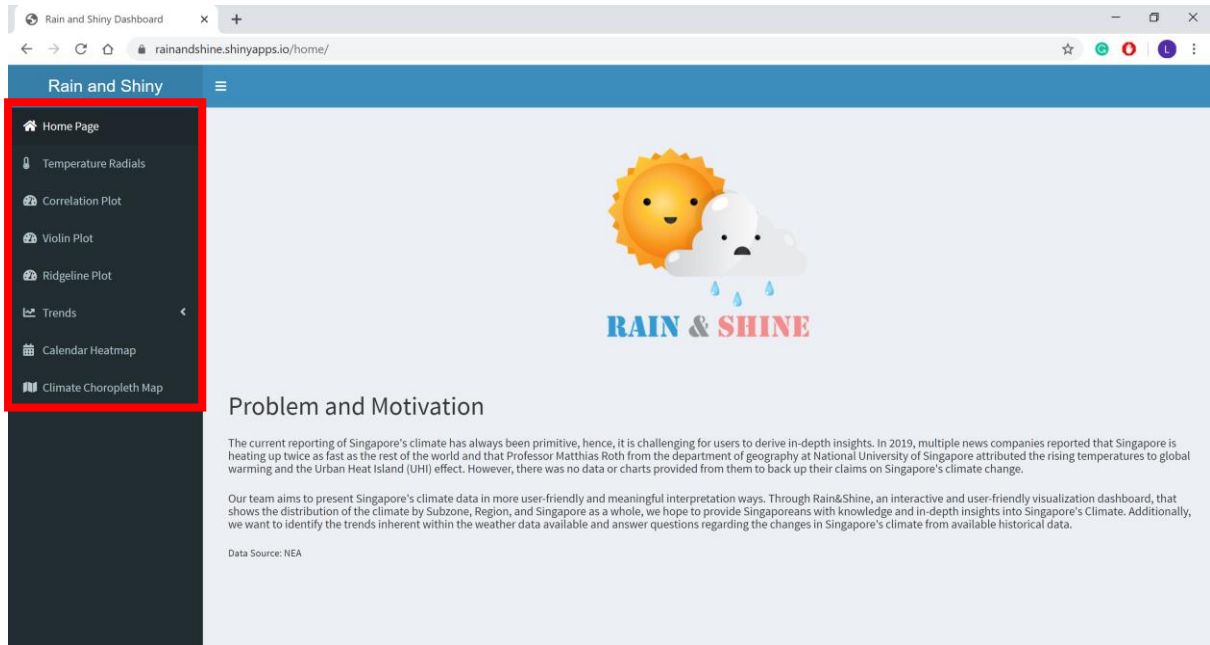 Rain and Shiny Dashboard
rainandshine.shinyapps.io/home/
L
Rain and Shiny
Home Page
Temperature Radials
Correlation Plot
Violin Plot
Ridgeline Plot
Trends
Calendar Heatmap
Climate Choropleth Map
RAIN & SHINE
Problem and Motivation
The current reporting of Singapore's climate has always been primitive, hence, it is challenging for users to derive in-depth insights. In 2019, multiple news companies reported that Singapore is
heating up twice as fast as the rest of the world and that Professor Matthias Roth from the department of geography at National University of Singapore attributed the rising temperatures to global
warming and the Urban Heat Island (UHI) effect. However, there was no data or charts provided from them to back up their claims on Singapore's climate change.
Our team aims to present Singapore's climate data in more user-friendly and meaningful interpretation ways. Through Rain&Shine, an interactive and user-friendly visualization dashboard, that
shows the distribution of the climate by Subzone, Region, and Singapore as a whole, we hope to provide Singaporeans with knowledge and in-depth insights into Singapore's Climate. Additionally,
we want to identify the trends inherent within the weather data available and answer questions regarding the changes in Singapore's climate from available historical data.
Data Source: NEA